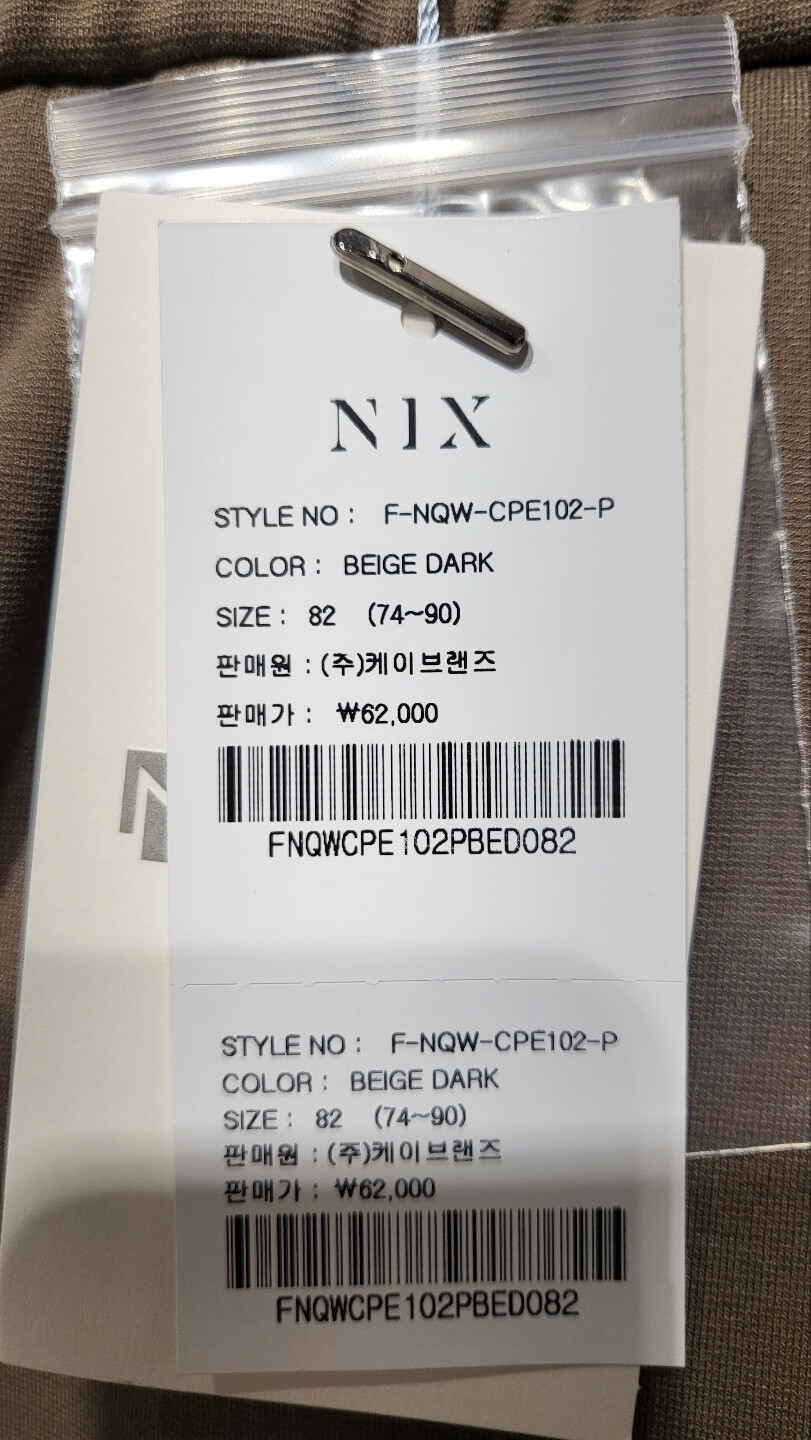 NIX
STYLE NO : F-NQW-CPE102-P
COLOR : BEIGE DARK
SIZE : 82 (74~90)
판매원 : (주)케이브랜즈
판매가 : ₩62,000
FNQWCPE102PBED082
STYLE NO : F-NQW-CPE102-P
COLOR : BEIGE DARK
SIZE : 82 (74~90)
판매원 : (주)케이브랜즈
판매가 : ₩62,000
FNQWCPE102PBED082